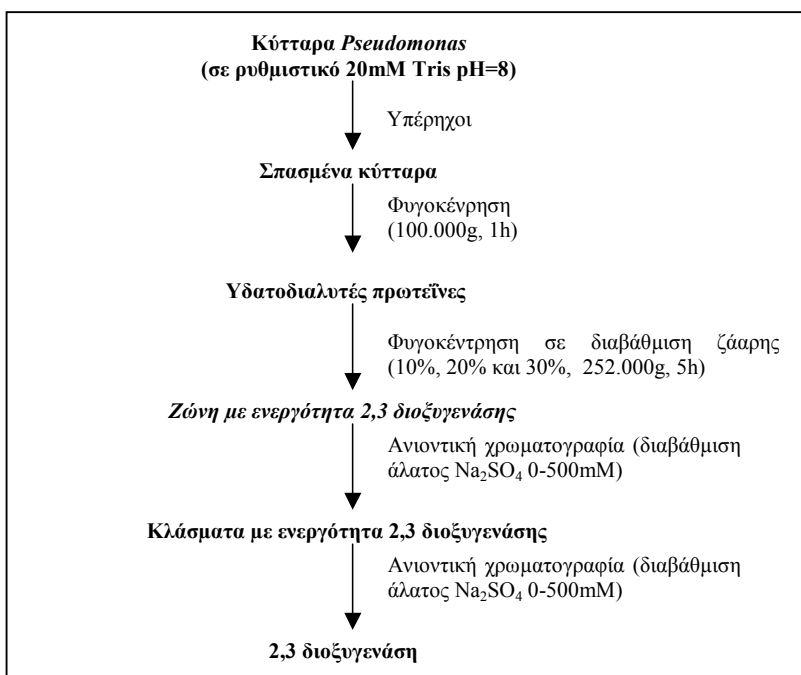 Κύτταρα Pseudomonas
(σε ρυθμιστικό 20mM Tris pH=8)
Υπέρηχοι
Σπασμένα κύτταρα
Φυγοκένρηση
(100.000g, 1h)
Υδατοδιαλυτές πρωτεΐνες
Φυγοκέντρηση σε διαβάθμιση ζάαρης
(10%, 20% και 30%, 252.000g, 5h)
Ζώνη με ενεργότητα 2,3 διοξυγενάσης
Ανιοντική χρωματογραφία (διαβάθμιση
άλατος Na₂SO₄ 0-500mM)
Κλάσματα με ενεργότητα 2,3 διοξυγενάσης
Ανιοντική χρωματογραφία (διαβάθμιση
άλατος Na₂SO₄ 0-500mM)
2,3 διοξυγενάση